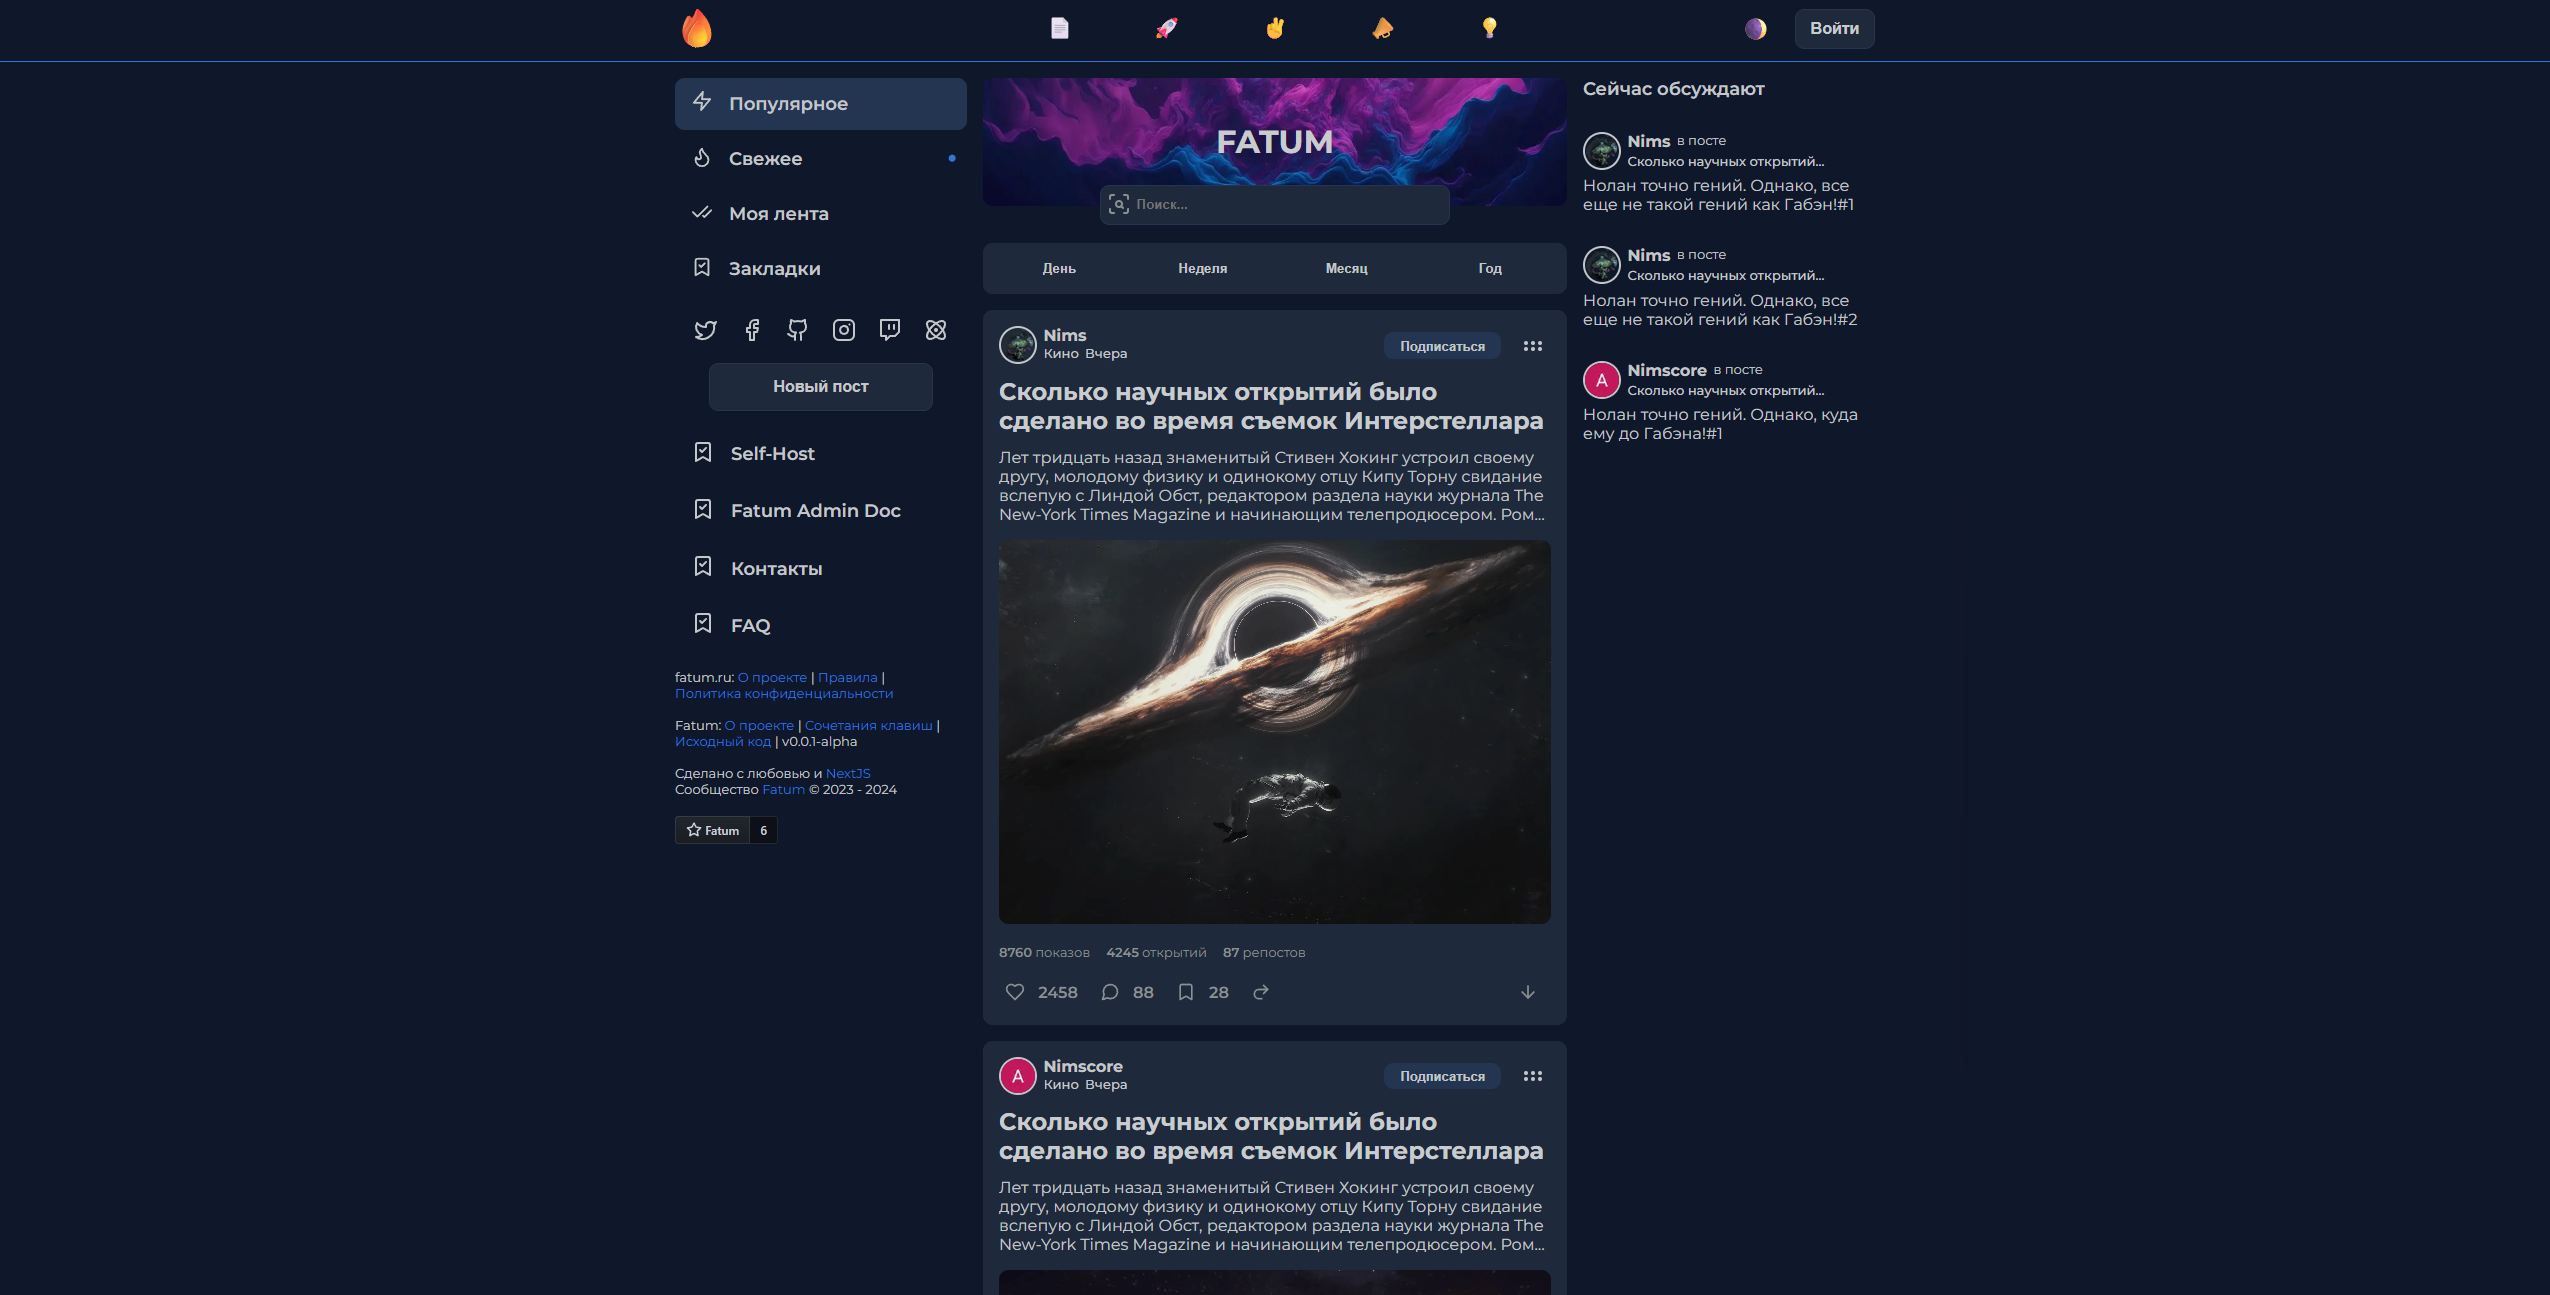 Войти
Популярное
Свежее
Моя лента
Закладки
Новый пост
Self-Host
Fatum Admin Doc
Контакты
FAQ
fatum.ru: О проекте | Правила |
Политика конфиденциальности
Fatum: О проекте | Сочетания клавиш |
Исходный код | v0.0.1-alpha
Сделано с любовью и NextJS
Сообщество Fatum © 2023 - 2024
Fatum 6
FATUM
Поиск...
День Неделя Месяц Год
Nims
Кино Вчера
Подписаться
Сколько научных открытий было
сделано во время съемок Интерстеллара
Лет тридцать назад знаменитый Стивен Хокинг устроил своему
другу, молодому физику и одинокому отцу Кипу Торну свидание
вслепую с Линдой Обст, редактором раздела науки журнала The
New-York Times Magazine и начинающим телепродюсером. Ром...
8760 показов 4245 открытий 87 репостов
2458 88 28
A
Nimscore
Кино Вчера
Подписаться
Сколько научных открытий было
сделано во время съемок Интерстеллара
Лет тридцать назад знаменитый Стивен Хокинг устроил своему
другу, молодому физику и одинокому отцу Кипу Торну свидание
вслепую с Линдой Обст, редактором раздела науки журнала The
New-York Times Magazine и начинающим телепродюсером. Ром...
Сейчас обсуждают
Nims в посте
Сколько научных открытий...
Нолан точно гений. Однако, все
еще не такой гений как Габэн!#1
Nims в посте
Сколько научных открытий...
Нолан точно гений. Однако, все
еще не такой гений как Габэн!#2
A
Nimscore в посте
Сколько научных открытий...
Нолан точно гений. Однако, куда
ему до Габэна!#1